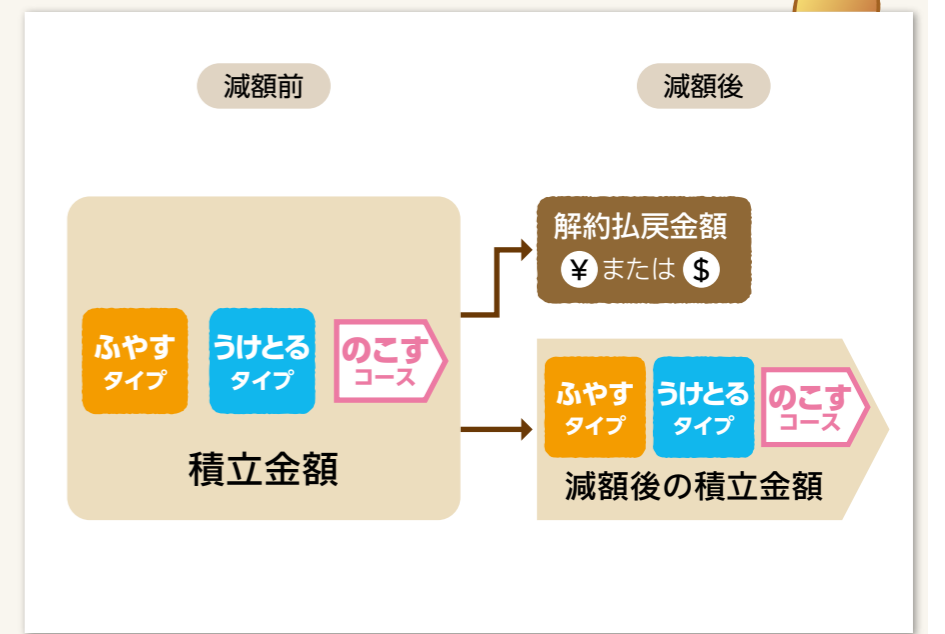 減額前
減額後
ふやす
タイプ
うけとる
タイプ
のこす
コース
積立金額
解約払戻金額
¥または$
ふやす
タイプ
うけとる
タイプ
のこす
コース
減額後の積立金額